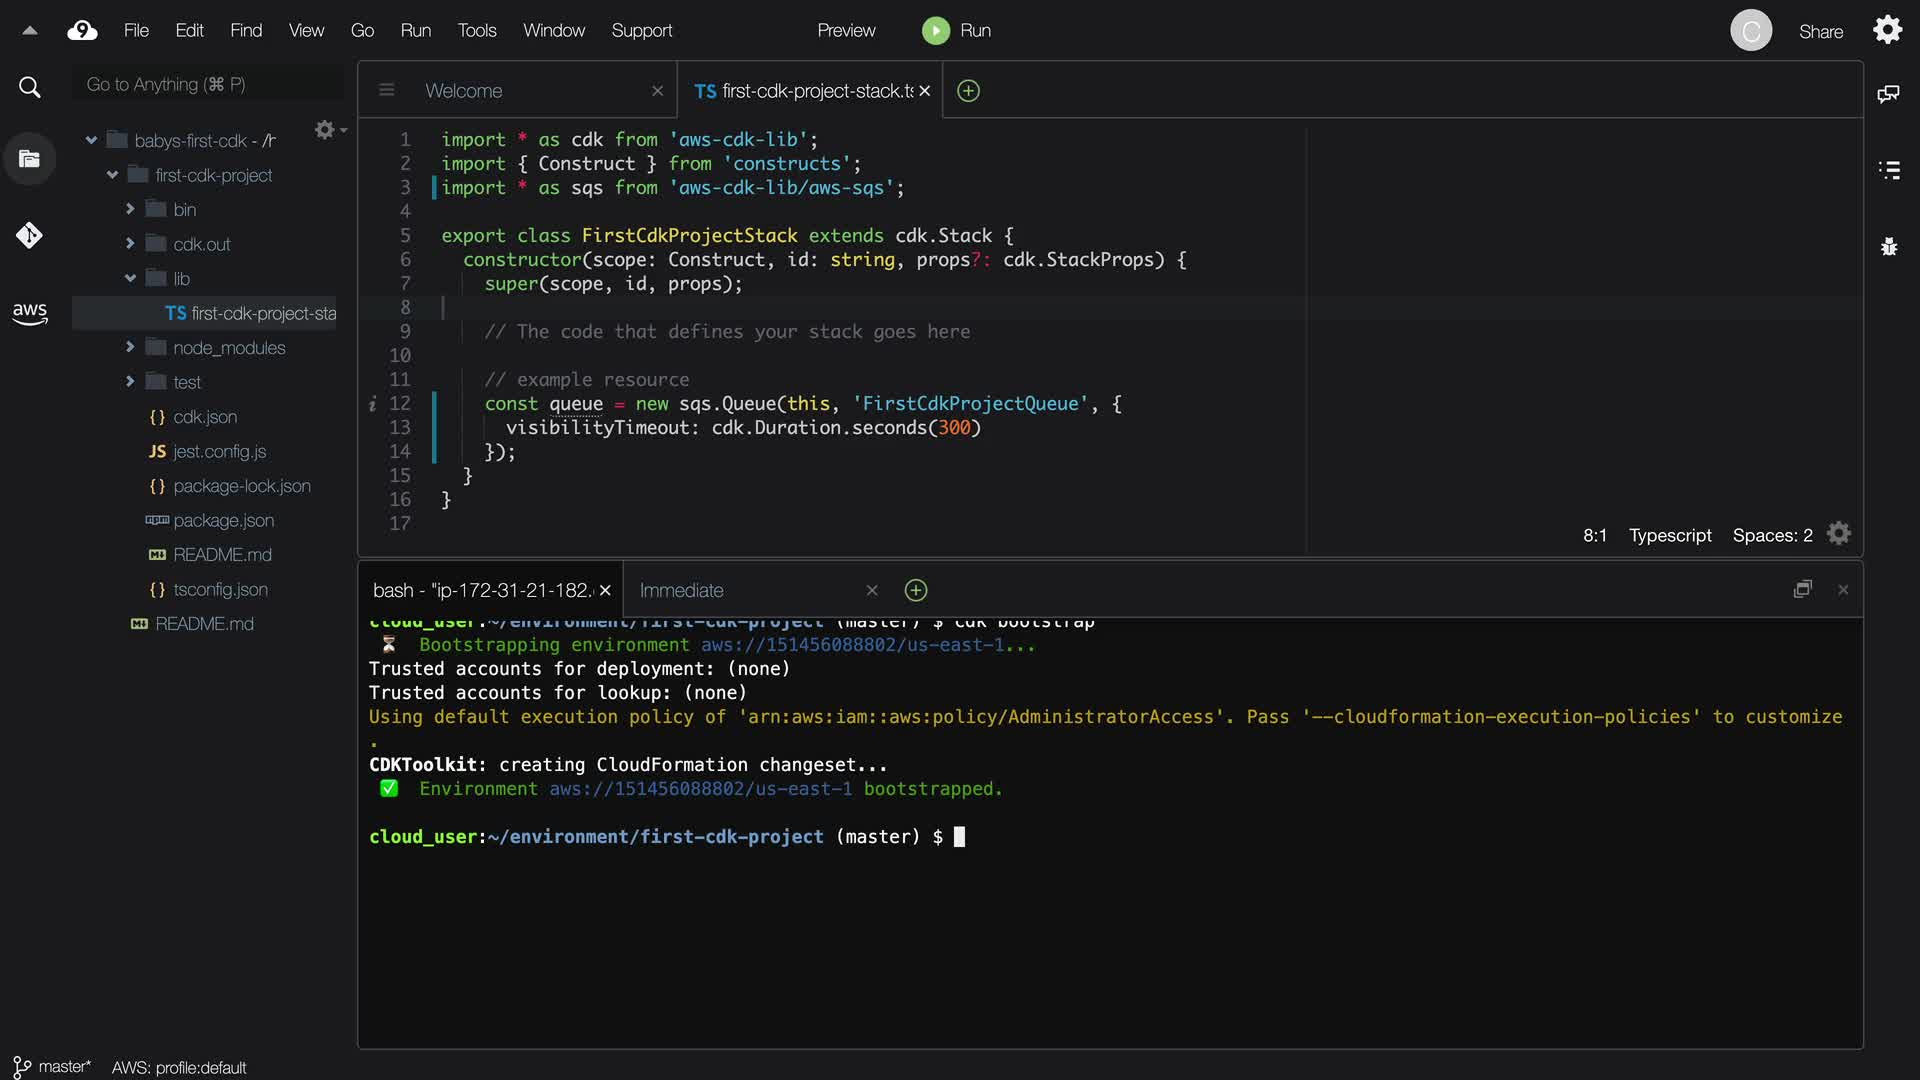 9 File Edit Find View Go Run Tools Window Support Preview Run C Share
Go to Anything (⌘ P)
Welcome
TS first-cdk-project-stack.ts
babys-first-cdk - /h
first-cdk-project
bin
cdk.out
lib
TS first-cdk-project-sta
node_modules
test
{} cdk.json
JS jest.config.js
{} package-lock.json
package.json
README.md
{} tsconfig.json
README.md
aws
1 import * as cdk from 'aws-cdk-lib';
2 import { Construct } from 'constructs';
3 import * as sqs from 'aws-cdk-lib/aws-sqs';
4
5 export class FirstCdkProjectStack extends cdk.Stack {
6 constructor(scope: Construct, id: string, props?: cdk.StackProps) {
7 super(scope, id, props);
8
9 // The code that defines your stack goes here
10
11 // example resource
i 12 const queue = new sqs.Queue(this, 'FirstCdkProjectQueue', {
13 visibilityTimeout: cdk.Duration.seconds(300)
14 });
15 }
16 }
17
8:1 Typescript Spaces: 2
bash - "ip-172-31-21-182. Immediate
cloud_user:~/environment/first-cdk-project (master) $ cdk bootstrap
⏳ Bootstrapping environment aws://151456088802/us-east-1...
Trusted accounts for deployment: (none)
Trusted accounts for lookup: (none)
Using default execution policy of 'arn:aws:iam::aws:policy/AdministratorAccess'. Pass '--cloudformation-execution-policies' to customize
.
CDKToolkit: creating CloudFormation changeset...
✅ Environment aws://151456088802/us-east-1 bootstrapped.
cloud_user:~/environment/first-cdk-project (master) $
master* AWS: profile:default